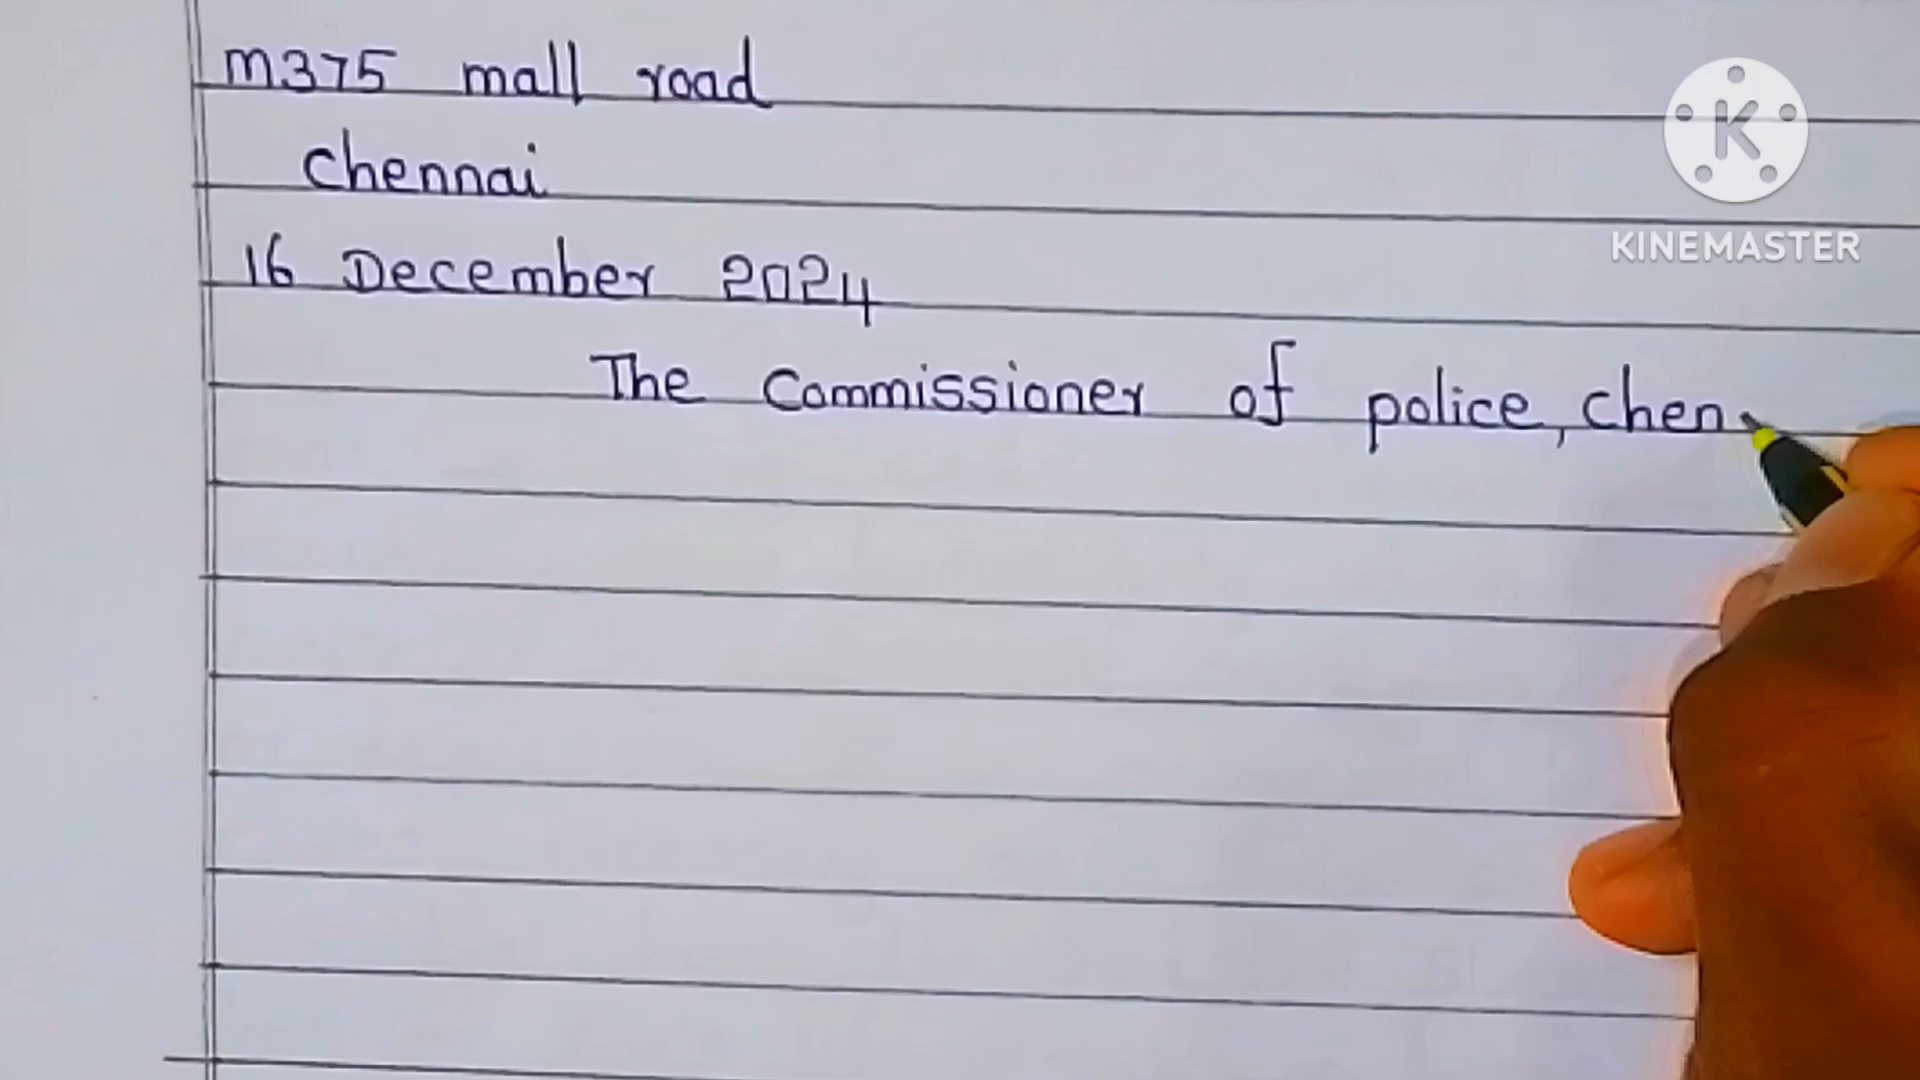 m375 mall road
Chennai
16 December 2024
The Commissioner of police, Chen
K
KINEMASTER